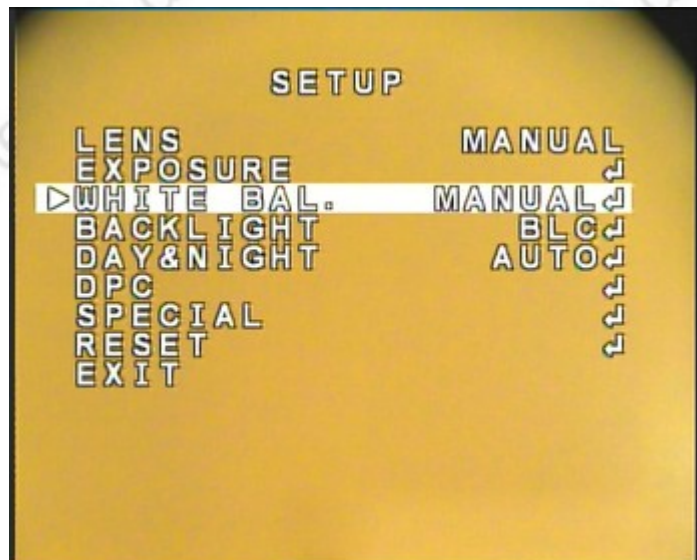 SETUP
LENS MANUAL
EXPOSURE ↲
▷WHITE BAL. MANUAL↲
BACKLIGHT BLC↲
DAY&NIGHT AUTO↲
DPC ↲
SPECIAL ↲
RESET ↲
EXIT